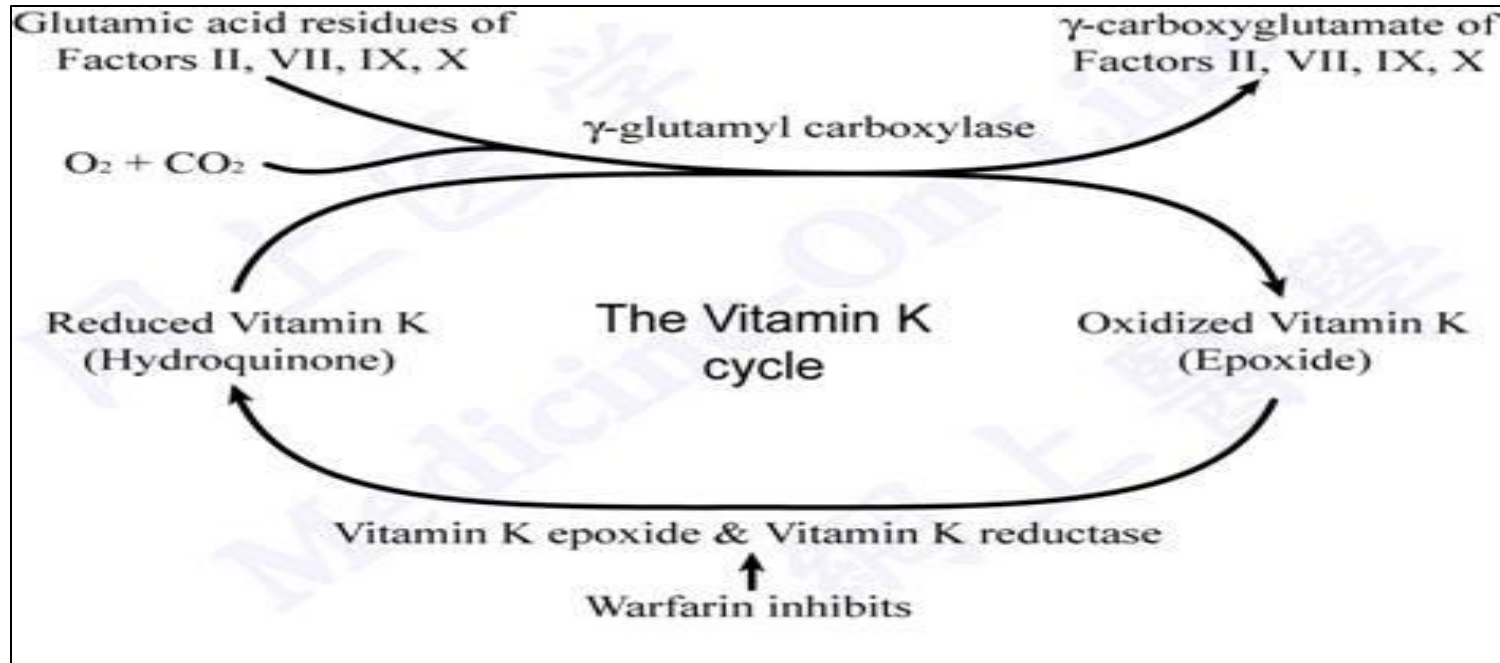 Glutamic acid residues of
Factors II, VII, IX, X
γ-carboxyglutamate of
Factors II, VII, IX, X
γ-glutamyl carboxylase
O₂ + CO₂
Reduced Vitamin K
(Hydroquinone)
The Vitamin K
cycle
Oxidized Vitamin K
(Epoxide)
Vitamin K epoxide & Vitamin K reductase
Warfarin inhibits